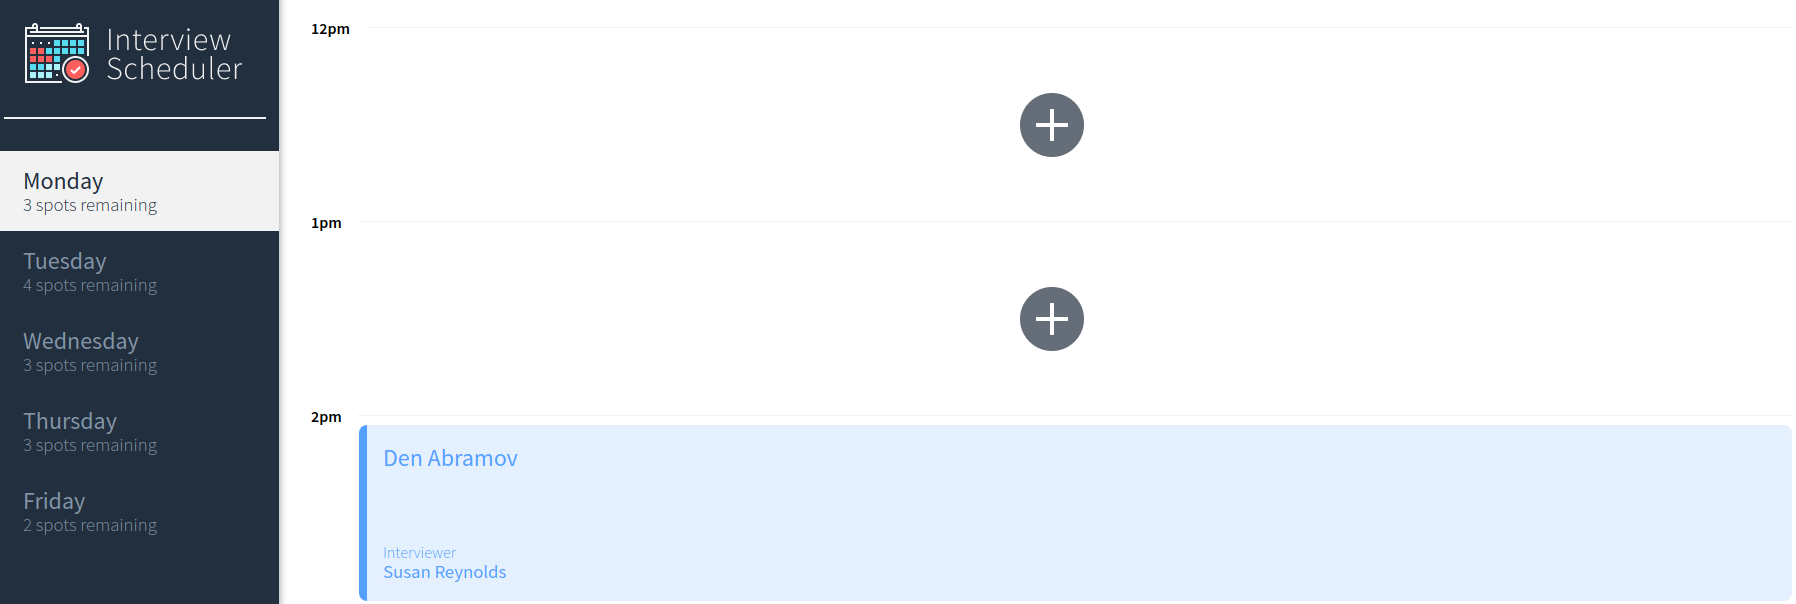 Interview
Scheduler
Monday
3 spots remaining
Tuesday
4 spots remaining
Wednesday
3 spots remaining
Thursday
3 spots remaining
Friday
2 spots remaining
12pm
1pm
2pm
Den Abramov
Interviewer
Susan Reynolds